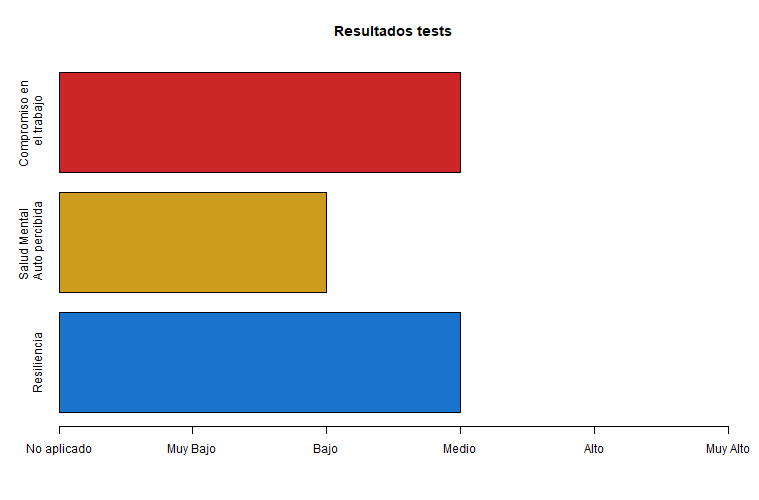 Resultados tests
Compromiso en
el trabajo
Salud Mental
Auto percibida
Resiliencia
No aplicado
Muy Bajo
Bajo
Medio
Alto
Muy Alto